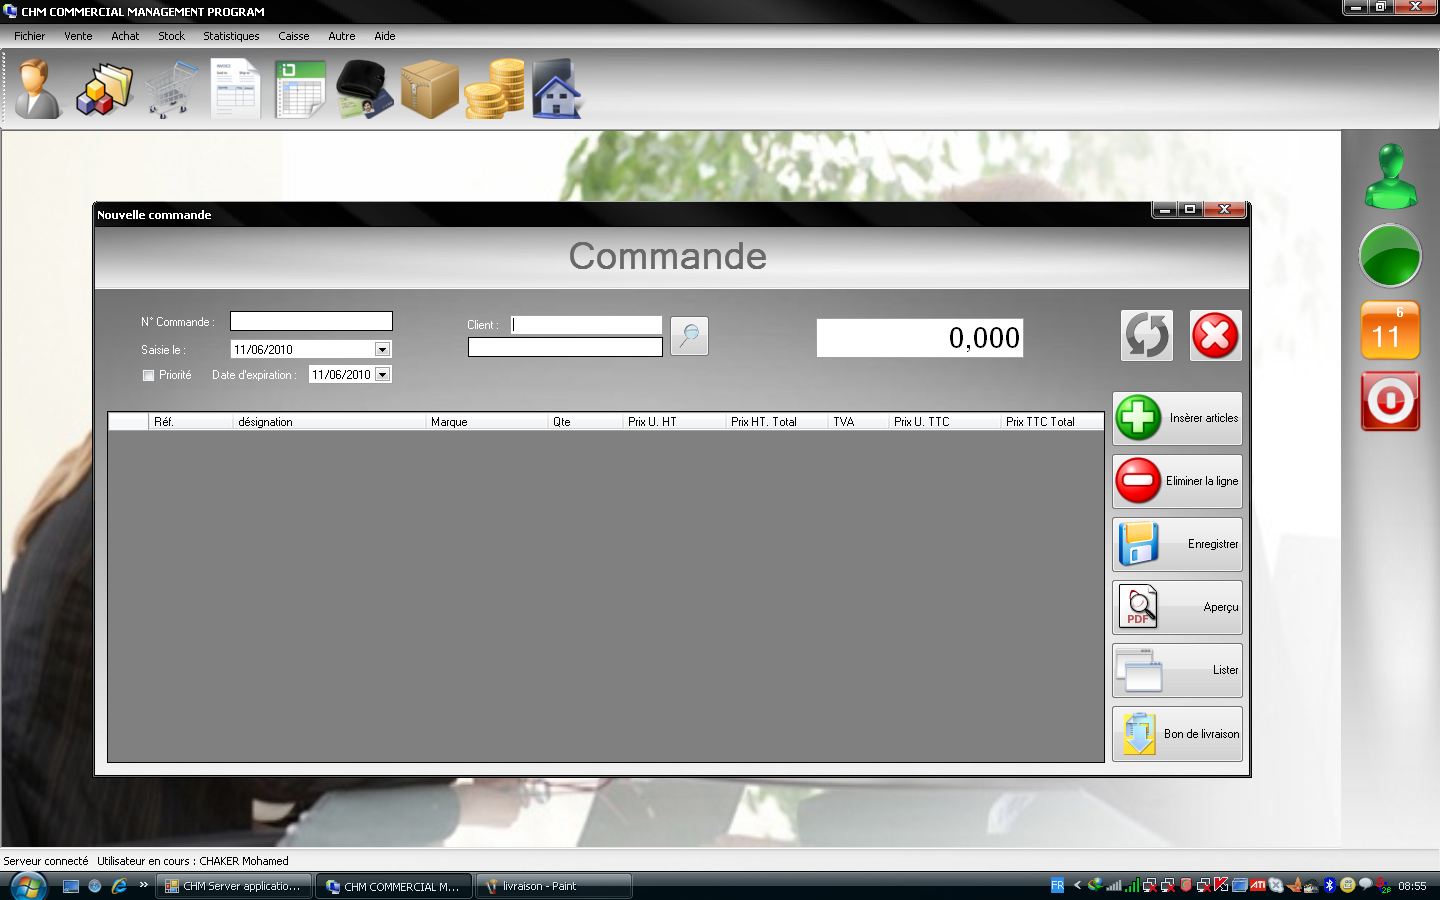 CHM COMMERCIAL MANAGEMENT PROGRAM
Fichier Vente Achat Stock Statistiques Caisse Autre Aide
INVOICE
Nouvelle commande
Commande
N° Commande :
Client :
0,000
Saisie le : 11/06/2010
Priorité Date d'expiration : 11/06/2010
6
11
Réf. désignation Marque Qte Prix U. HT Prix HT. Total TVA Prix U. TTC Prix TTC Total
Insèrer articles
Eliminer la ligne
Enregistrer
PDF Aperçu
Lister
Bon de livraison
Serveur connecté Utilisateur en cours : CHAKER Mohamed
CHM Server applicatio... CHM COMMERCIAL M... livraison - Paint FR ATI 08:55